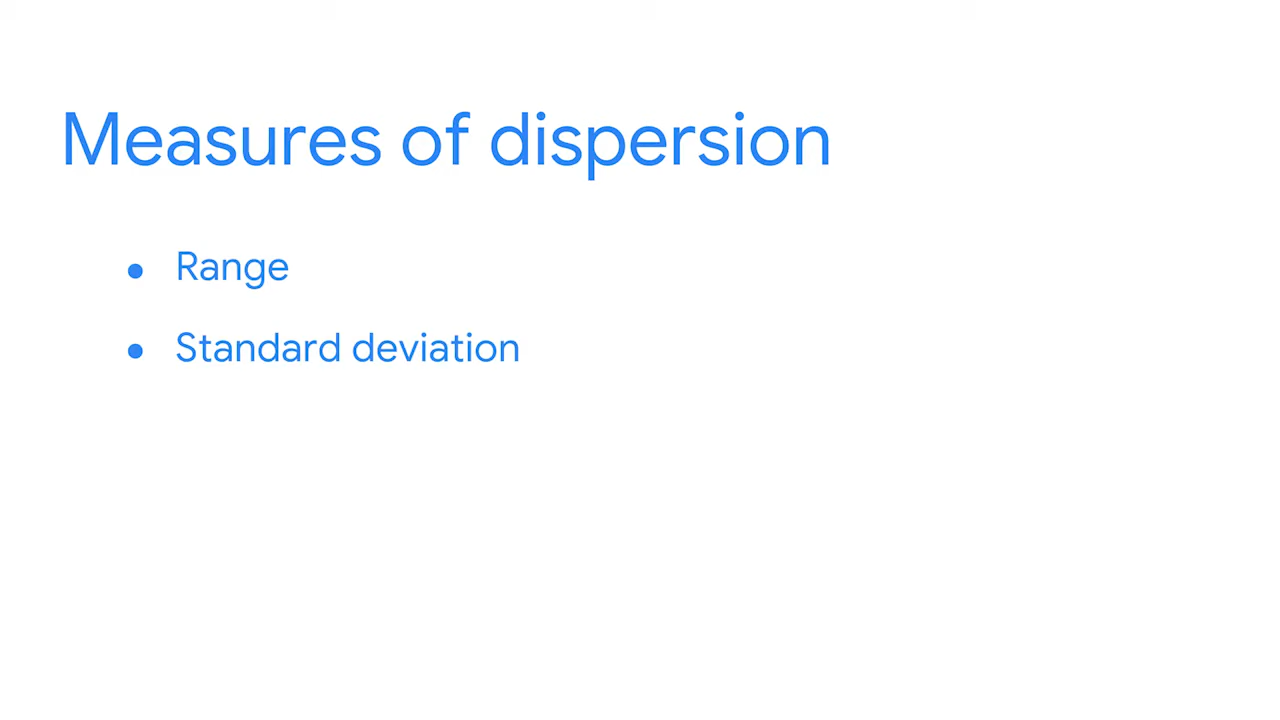 Measures of dispersion
● Range
● Standard deviation